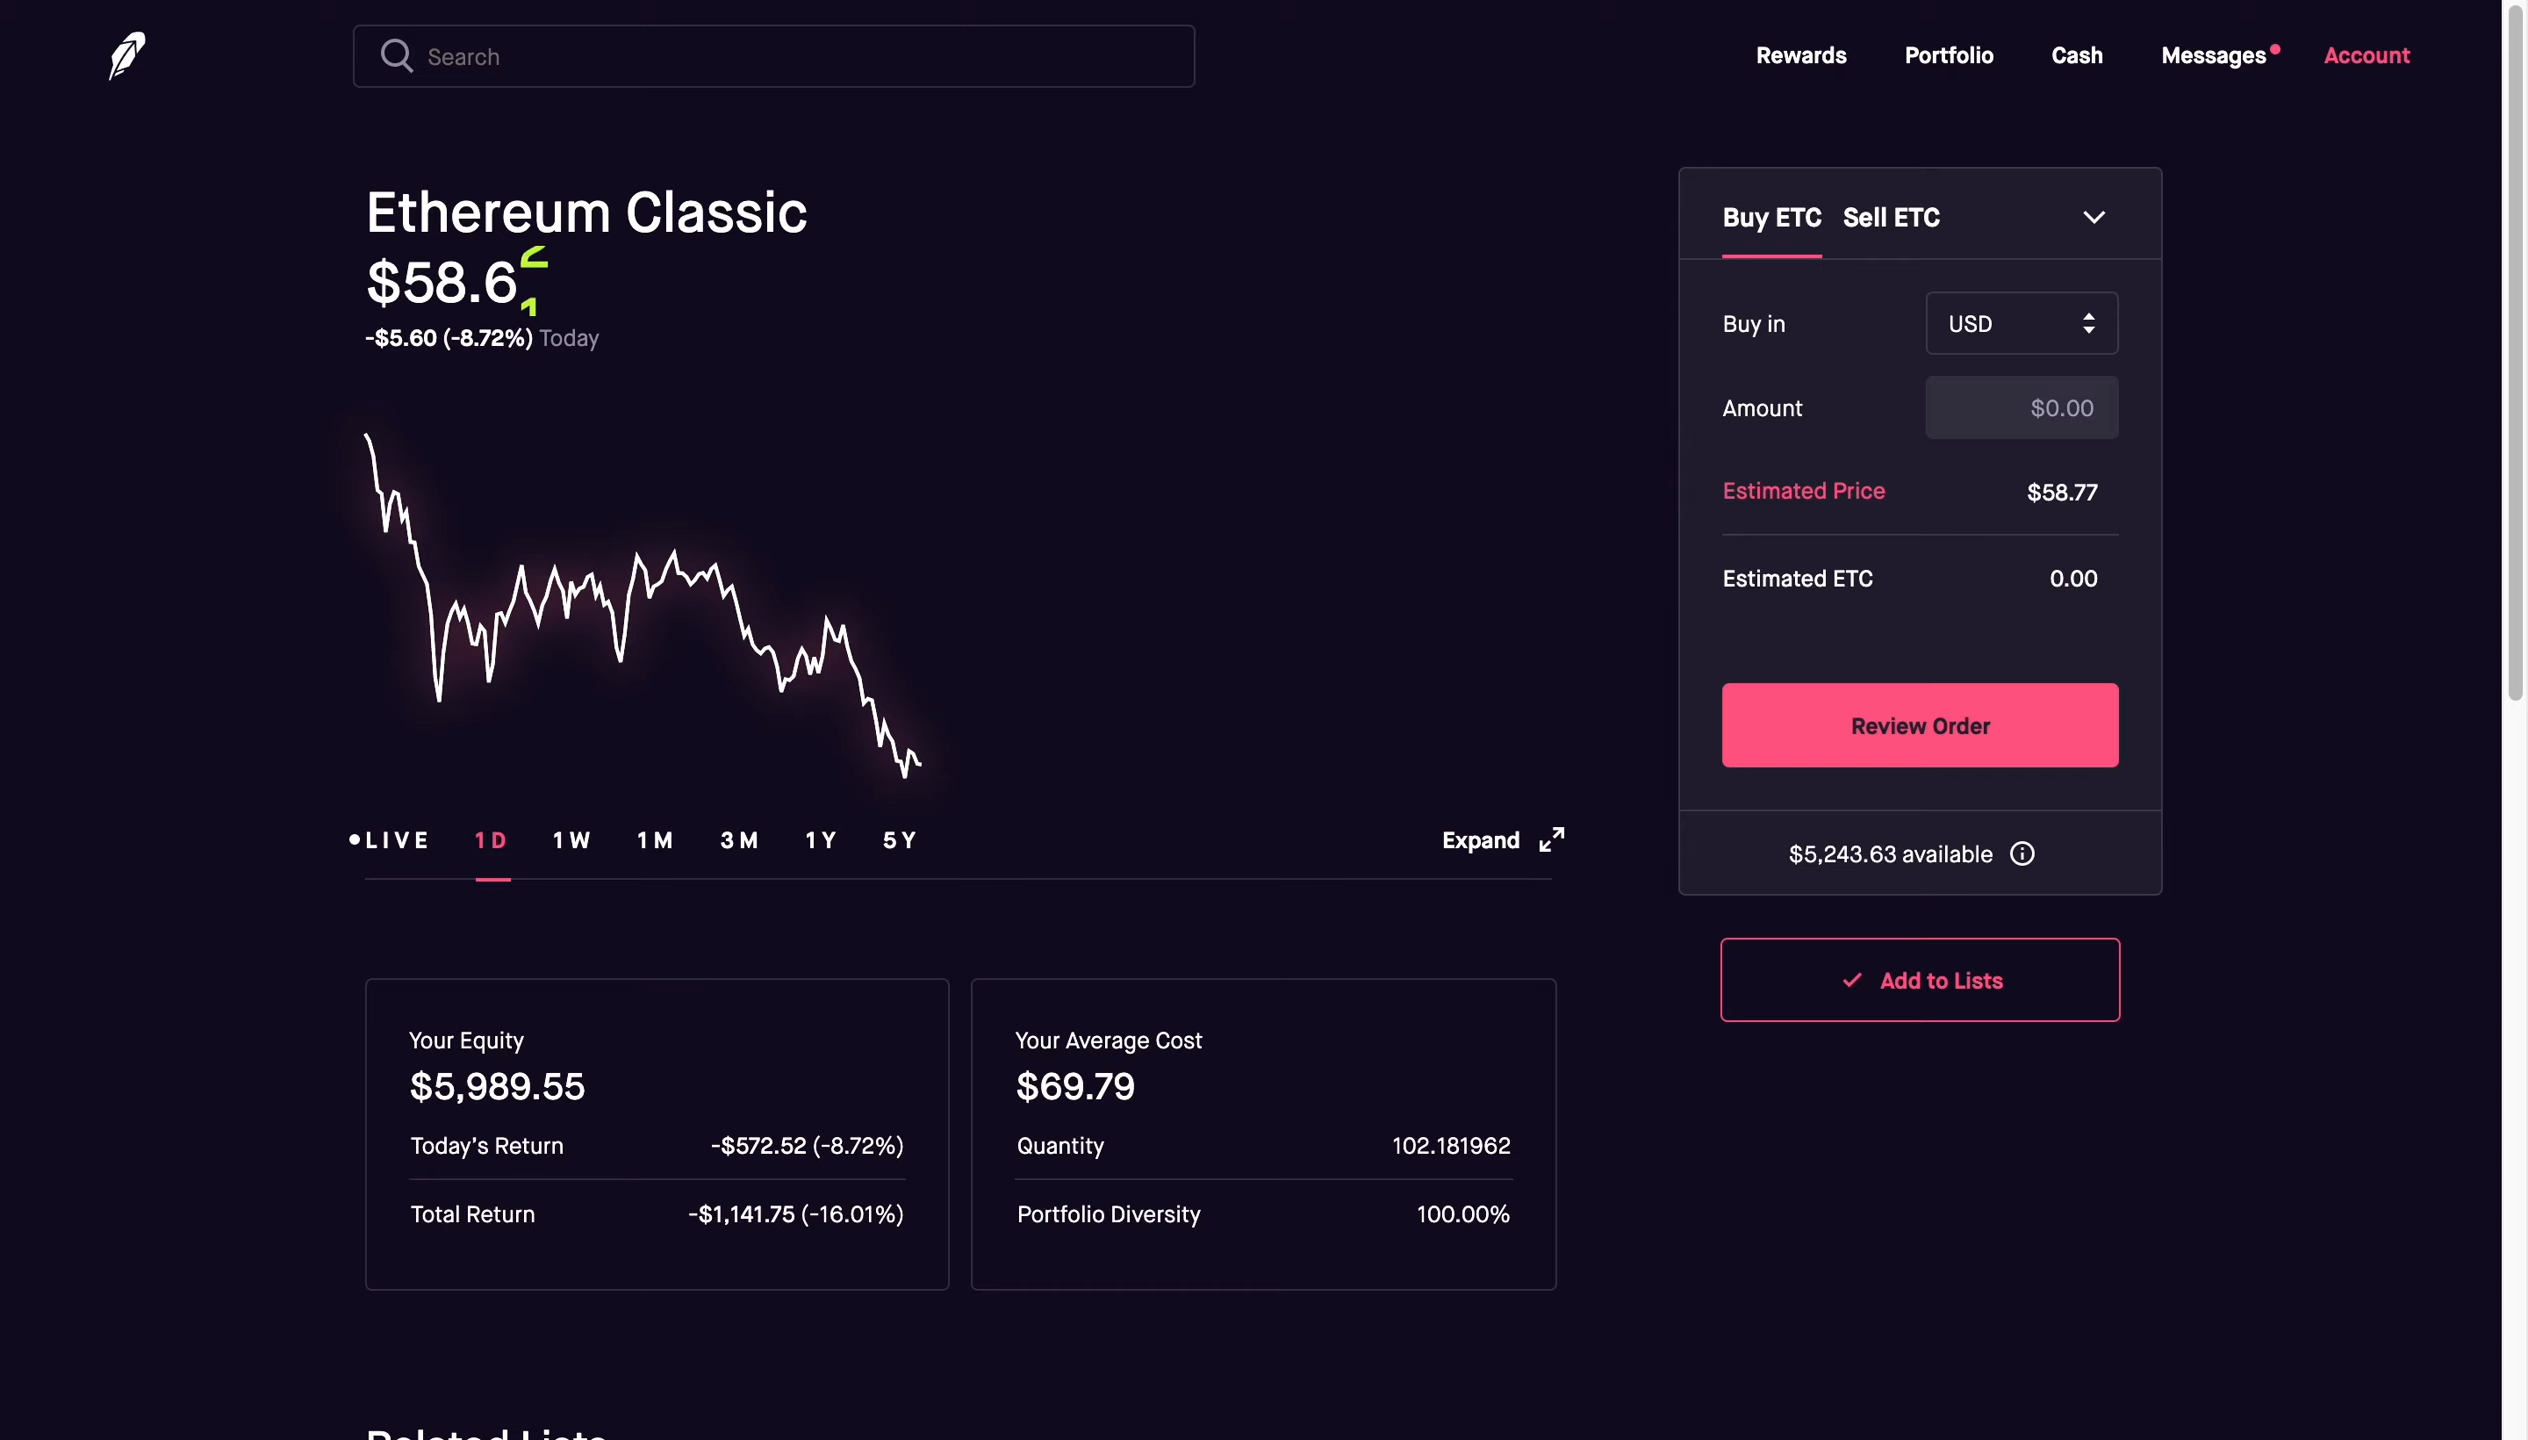 Search
Rewards Portfolio Cash Messages Account
Ethereum Classic
$58.6
-$5.60 (-8.72%) Today
LIVE 1D 1W 1M 3M 1Y 5Y Expand
Your Equity
$5,989.55
Today’s Return -$572.52 (-8.72%)
Total Return -$1,141.75 (-16.01%)
Your Average Cost
$69.79
Quantity 102.181962
Portfolio Diversity 100.00%
Buy ETC Sell ETC
Buy in USD
Amount $0.00
Estimated Price $58.77
Estimated ETC 0.00
Review Order
$5,243.63 available
Add to Lists
Related Lists